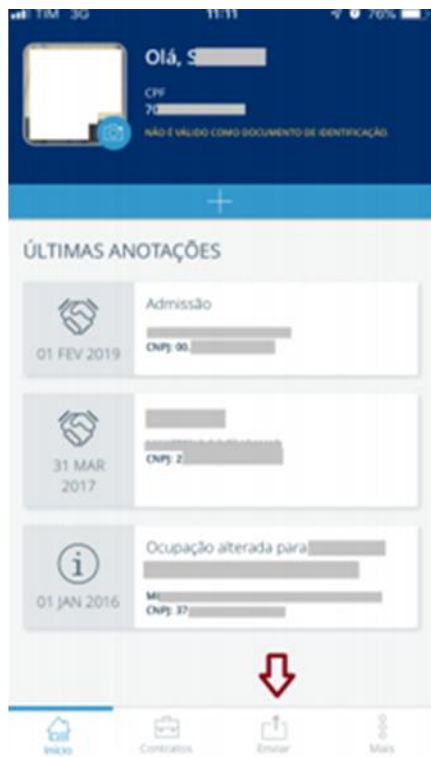 TIM 3G 11:11 76%
Olá, S
CPF
70
NÃO É VÁLIDO COMO DOCUMENTO DE IDENTIFICAÇÃO.
+
ÚLTIMAS ANOTAÇÕES
Admissão
CNPJ: 00.
01 FEV 2019
CNPJ: 2
31 MAR
2017
Ocupação alterada para
01 JAN 2016
CNPJ: 37
Início Contratos Enviar Mais